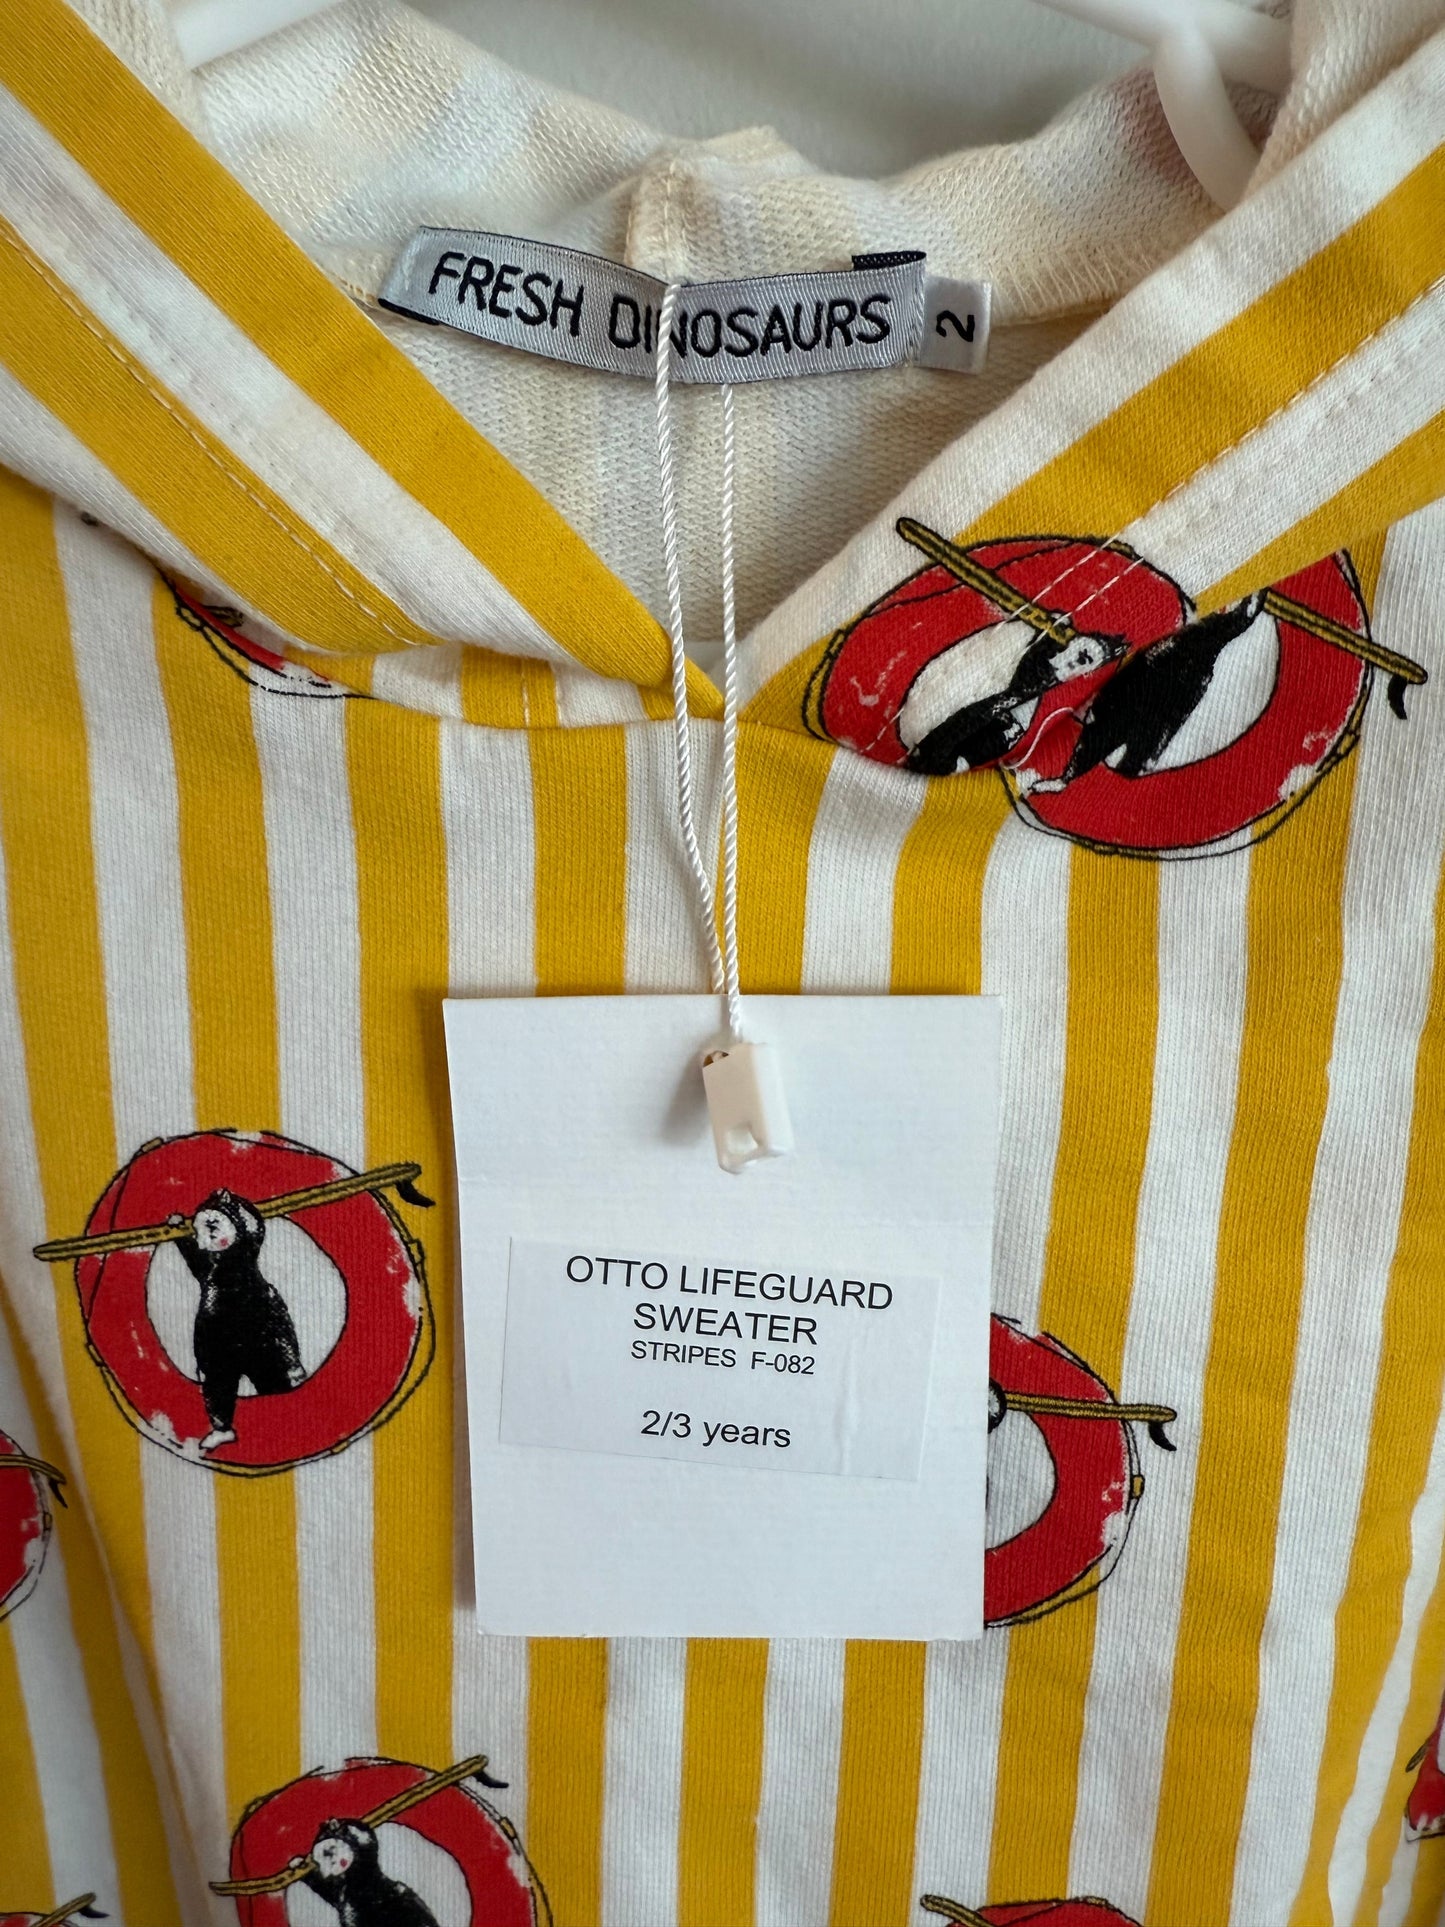 FRESH DINOSAURS
2
OTTO LIFEGUARD
SWEATER
STRIPES F-082
2/3 years